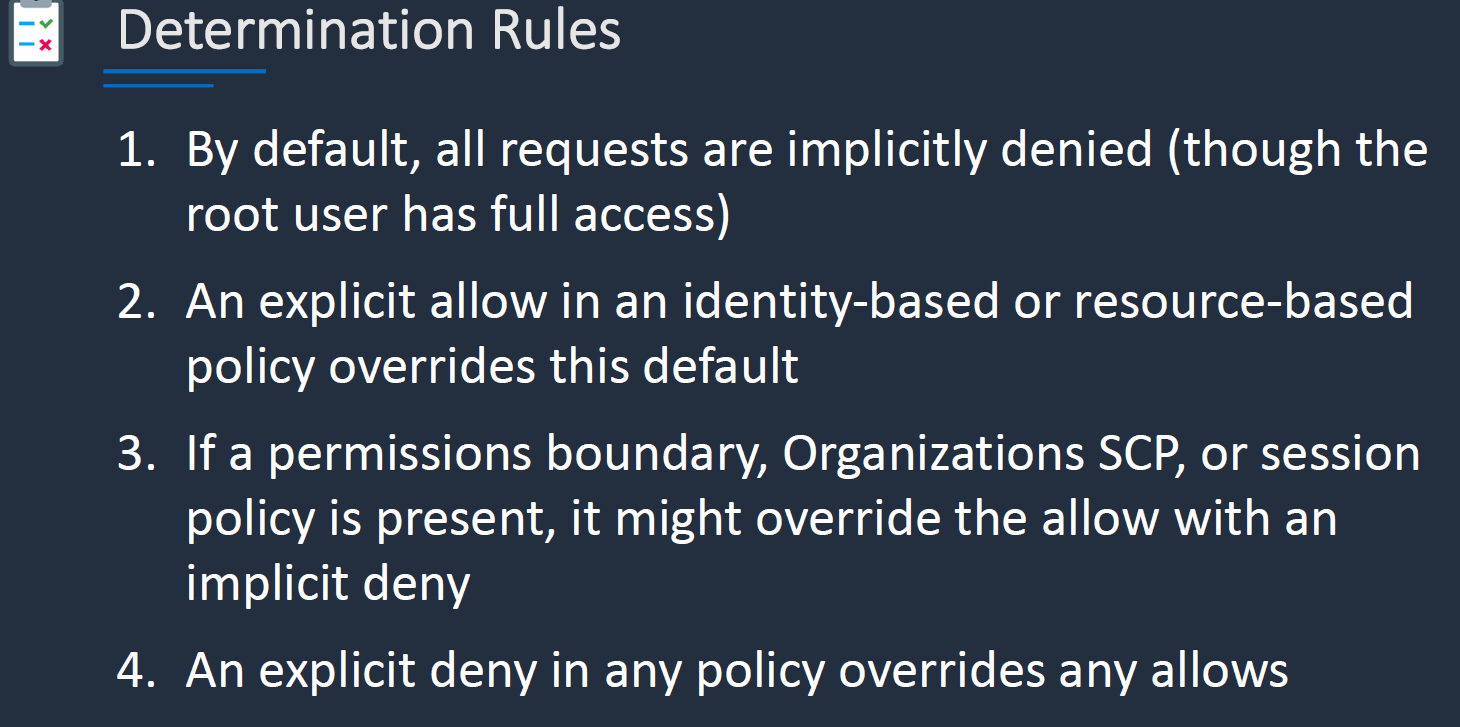 Determination Rules
1. By default, all requests are implicitly denied (though the
root user has full access)
2. An explicit allow in an identity-based or resource-based
policy overrides this default
3. If a permissions boundary, Organizations SCP, or session
policy is present, it might override the allow with an
implicit deny
4. An explicit deny in any policy overrides any allows